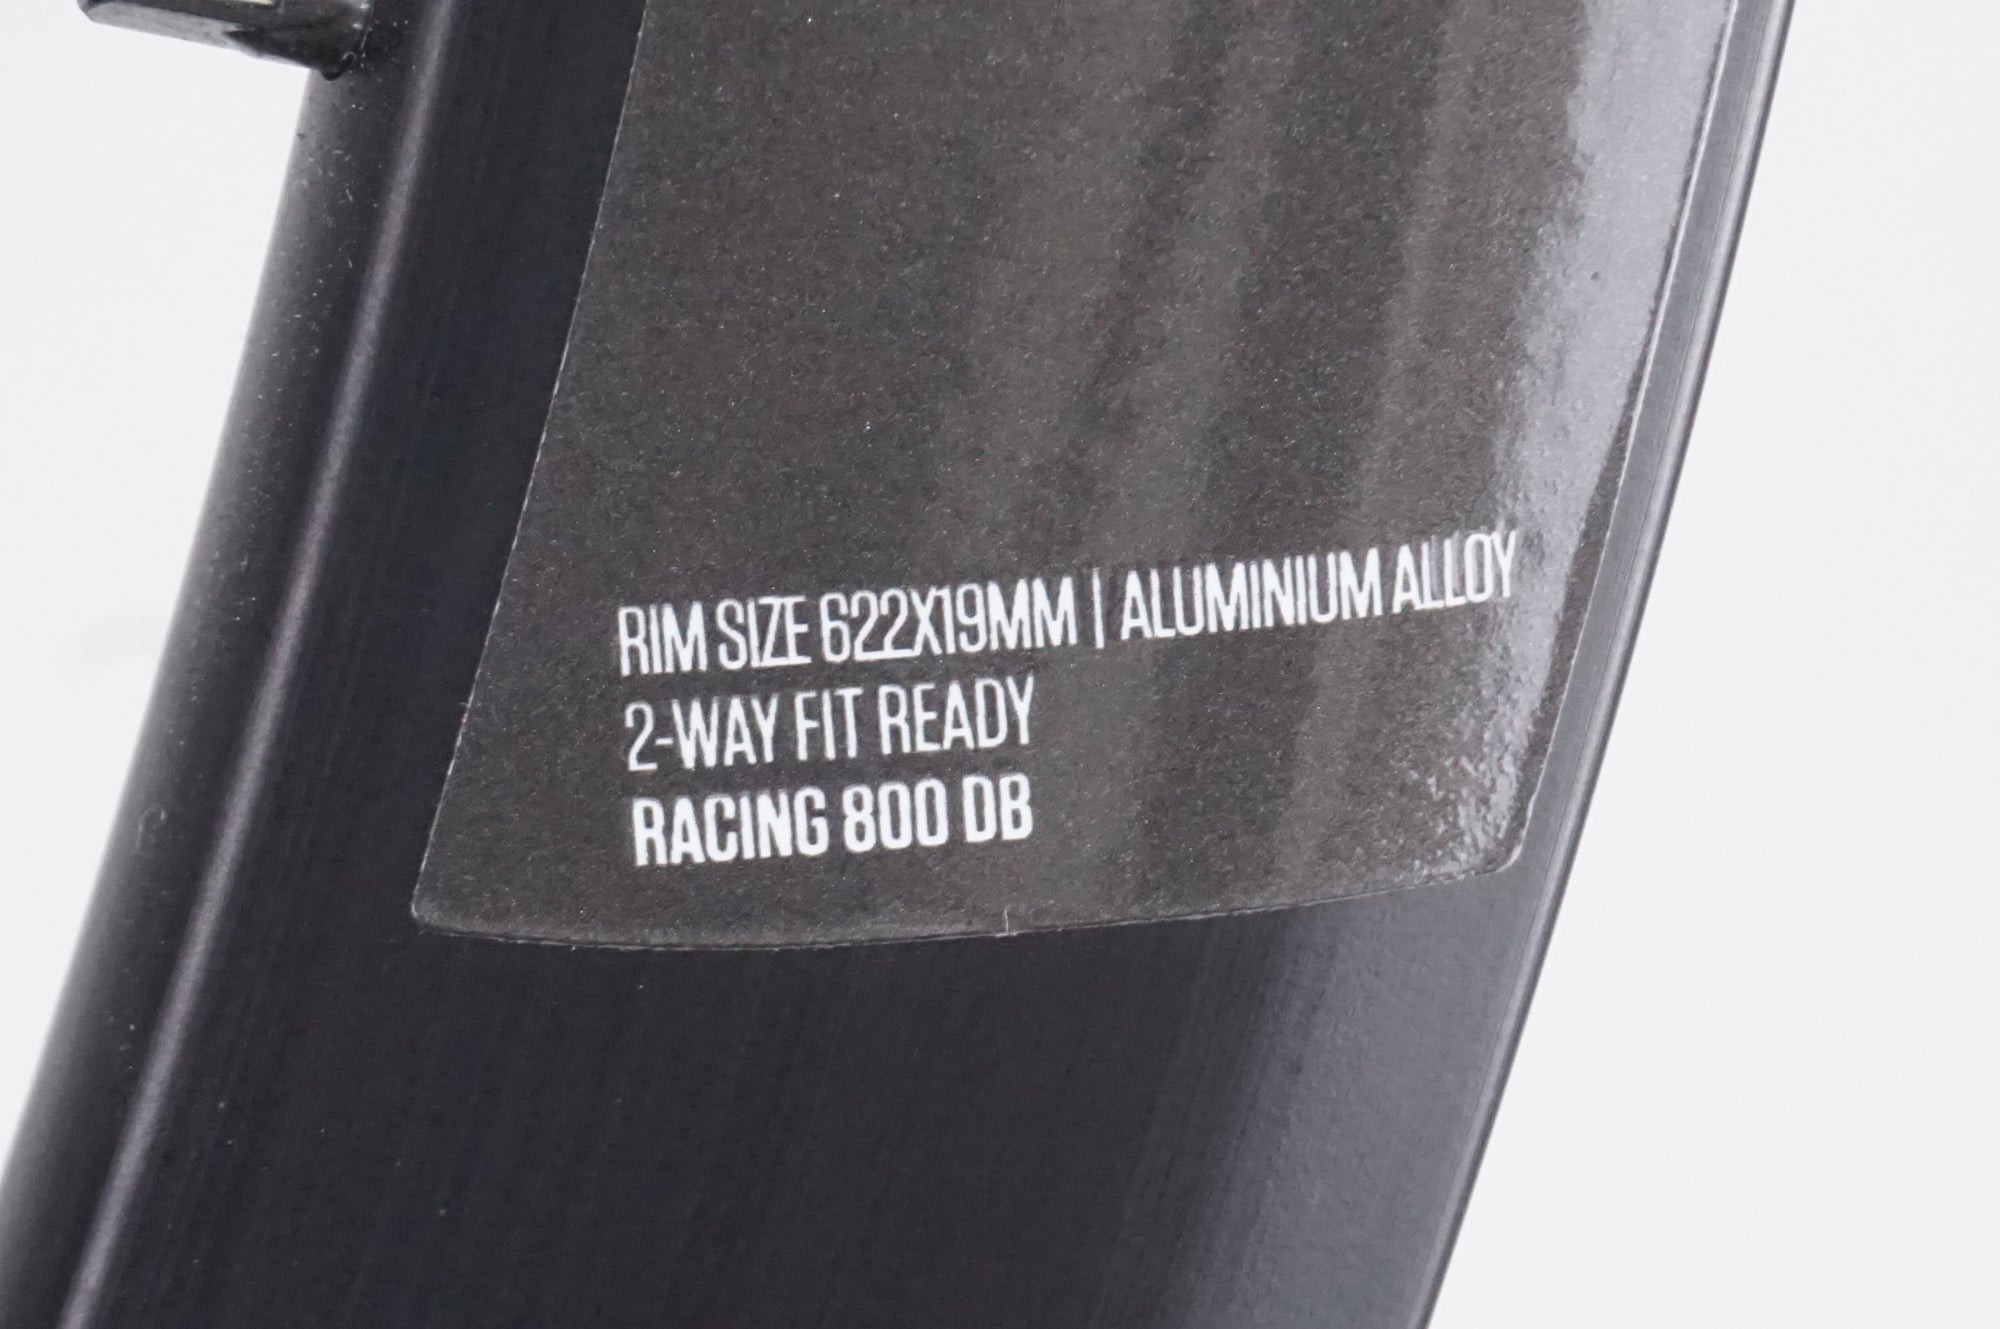 RIM SIZE 622X19MM | ALUMINIUM ALLOY
2-WAY FIT READY
RACING 800 DB